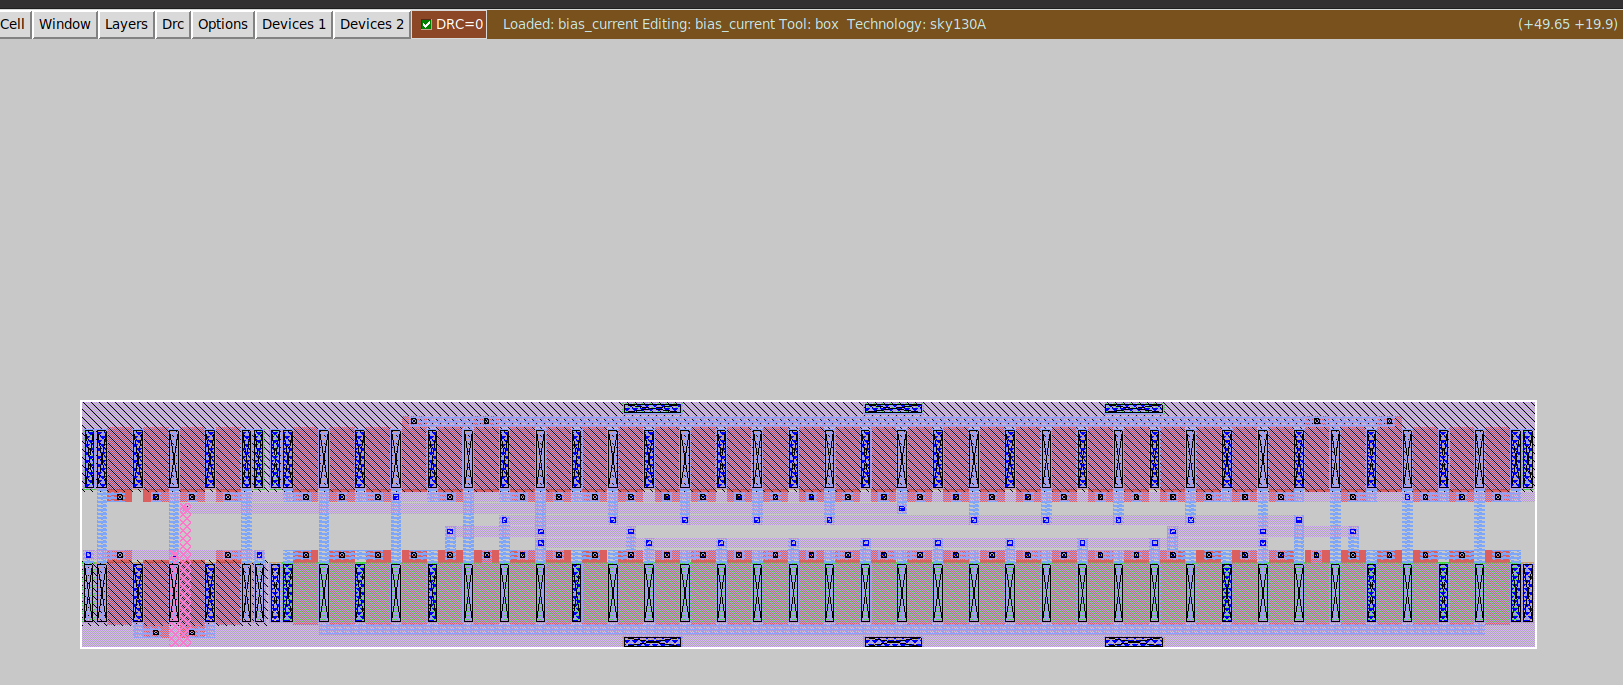 Cell Window Layers Drc Options Devices 1 Devices 2 DRC=0 Loaded: bias_current Editing: bias_current Tool: box Technology: sky130A (+49.65 +19.9)